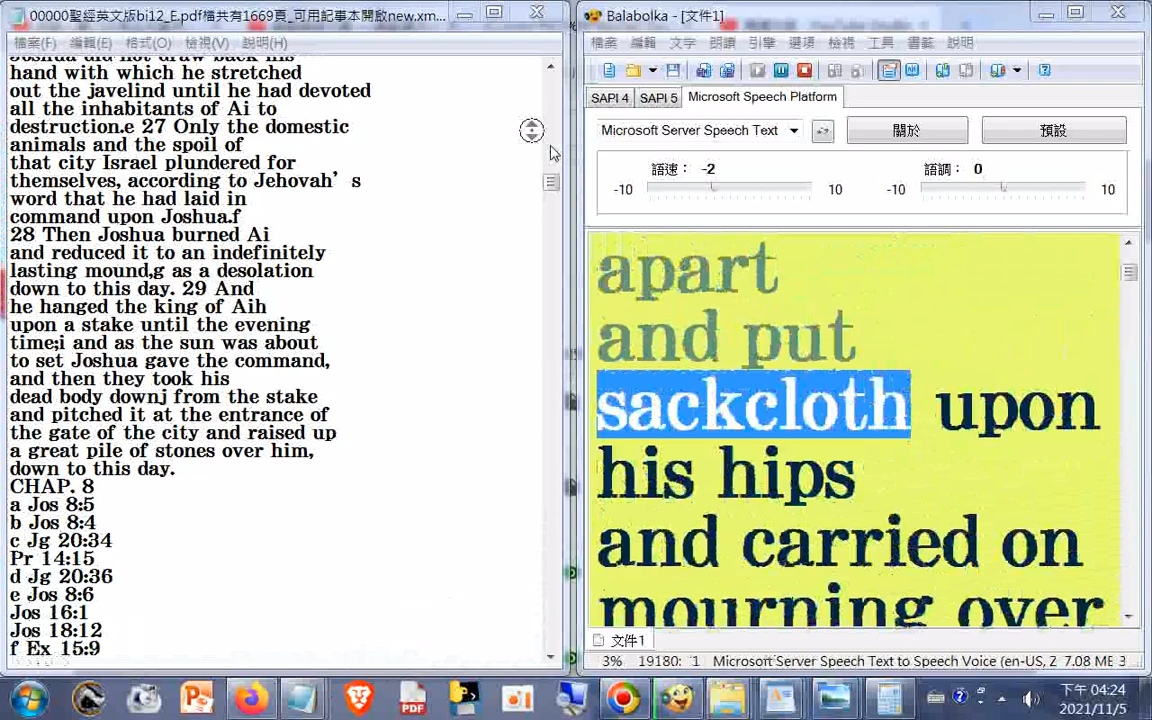 00000聖經英文版bi12_E.pdf檔共有1669頁_可用記事本開啟new.xm...
檔案(F) 編輯(E) 格式(O) 檢視(V) 說明(H)
Joshua did not draw back his
hand with which he stretched
out the javelind until he had devoted
all the inhabitants of Ai to
destruction.e 27 Only the domestic
animals and the spoil of
that city Israel plundered for
themselves, according to Jehovah’s
word that he had laid in
command upon Joshua.f
28 Then Joshua burned Ai
and reduced it to an indefinitely
lasting mound,g as a desolation
down to this day. 29 And
he hanged the king of Aih
upon a stake until the evening
time;i and as the sun was about
to set Joshua gave the command,
and then they took his
dead body downj from the stake
and pitched it at the entrance of
the gate of the city and raised up
a great pile of stones over him,
down to this day.
CHAP. 8
a Jos 8:5
b Jos 8:4
c Jg 20:34
Pr 14:15
d Jg 20:36
e Jos 8:6
Jos 16:1
Jos 18:12
f Ex 15:9
Balabolka - [文件1]
檔案 編輯 文字 朗讀 引擎 選項 檢視 工具 書籤 說明
SAPI 4 SAPI 5 Microsoft Speech Platform
Microsoft Server Speech Text 關於 預設
語速： -2 語調： 0
-10 10 -10 10
apart
and put
sackcloth upon
his hips
and carried on
mourning over
文件1
3% 19180: 1 Microsoft Server Speech Text to Speech Voice (en-US, 2 7.08 MB 3
PDF
下午 04:24
2021/11/5